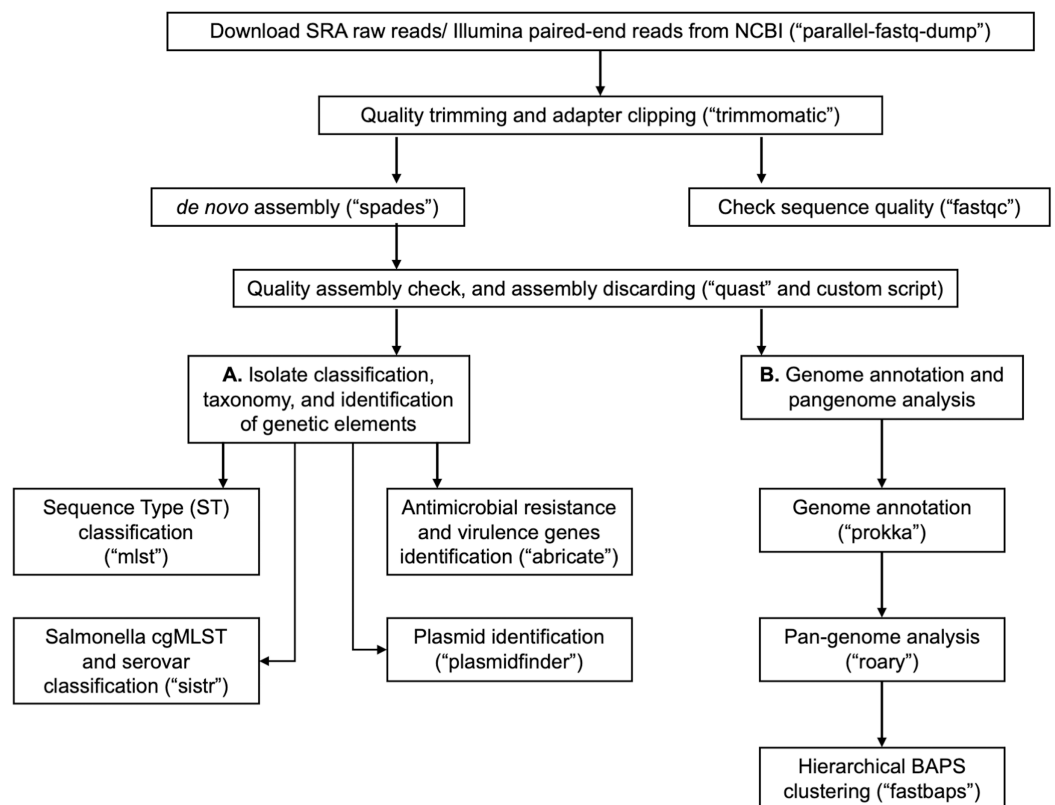 Download SRA raw reads/ Illumina paired-end reads from NCBI (“parallel-fastq-dump”)
Quality trimming and adapter clipping (“trimmomatic”)
de novo assembly (“spades”)
Check sequence quality (“fastqc”)
Quality assembly check, and assembly discarding (“quast” and custom script)
A. Isolate classification,
taxonomy, and identification
of genetic elements
B. Genome annotation and
pangenome analysis
Sequence Type (ST)
classification
(“mlst”)
Antimicrobial resistance
and virulence genes
identification (“abricate”)
Genome annotation
(“prokka”)
Salmonella cgMLST
and serovar
classification (“sistr”)
Plasmid identification
(“plasmidfinder”)
Pan-genome analysis
(“roary”)
Hierarchical BAPS
clustering (“fastbaps”)